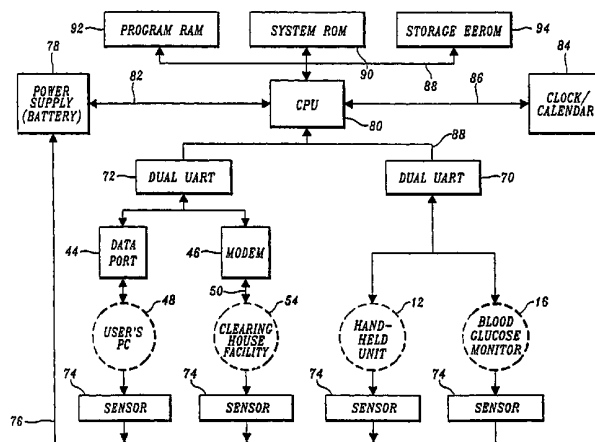 92
PROGRAM RAM
SYSTEM ROM
STORAGE EEROM
94
78
90
84
88
82
86
POWER
SUPPLY
(BATTERY)
CPU
80
CLOCK/
CALENDAR
88
72
DUAL UART
DUAL UART
70
44
DATA
PORT
46
MODEM
50
48
54
12
16
USER'S
PC
CLEARING
HOUSE
FACILITY
HAND-
HELD
UNIT
BLOOD
GLUCOSE
MONITOR
74
74
74
74
SENSOR
SENSOR
SENSOR
SENSOR
76